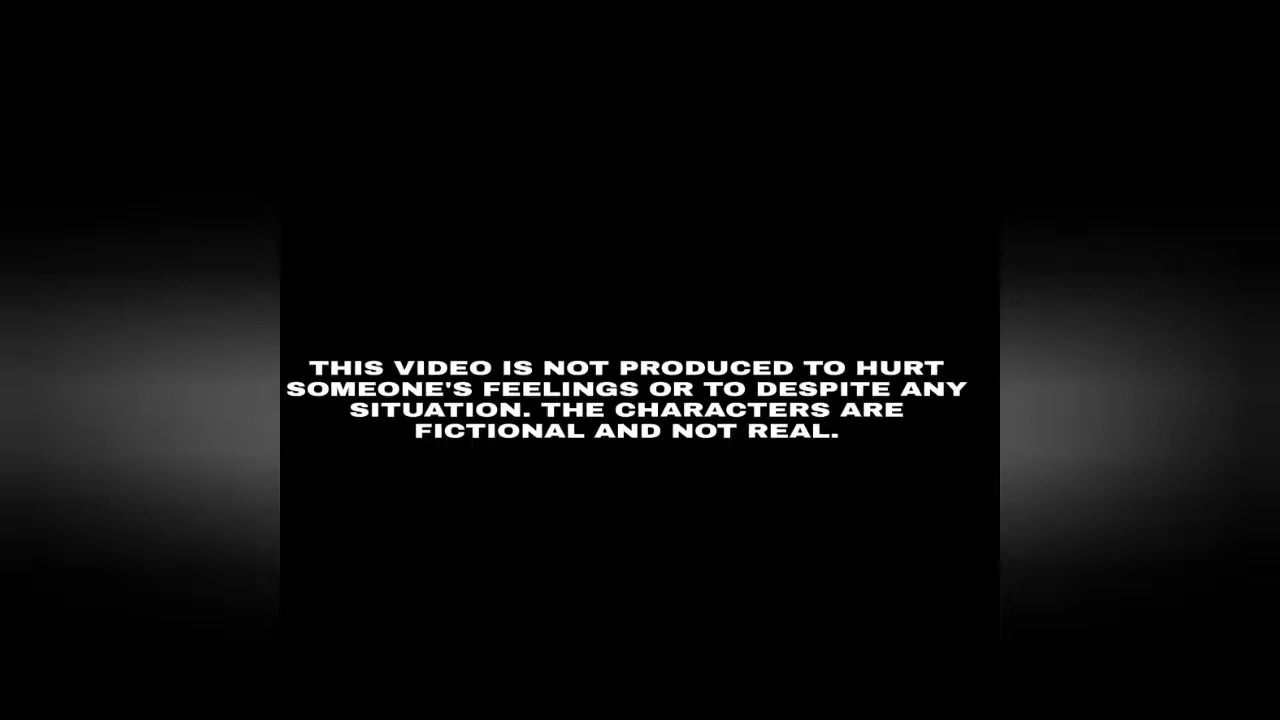 THIS VIDEO IS NOT PRODUCED TO HURT
SOMEONE'S FEELINGS OR TO DESPITE ANY
SITUATION. THE CHARACTERS ARE
FICTIONAL AND NOT REAL.